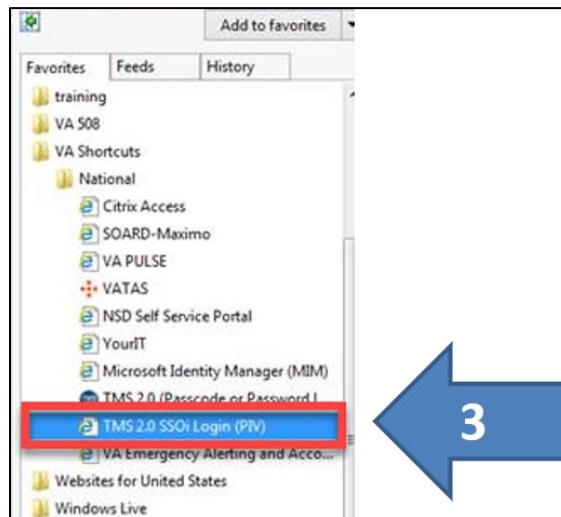 Add to favorites
Favorites Feeds History
training
VA 508
VA Shortcuts
National
Citrix Access
SOARD-Maximo
VA PULSE
VATAS
NSD Self Service Portal
YourIT
Microsoft Identity Manager (MIM)
TMS 2.0 (Passcode or Password
TMS 2.0 SSOi Login (PIV)
3
VA Emergency Alerting and Acco...
Websites for United States
Windows Live